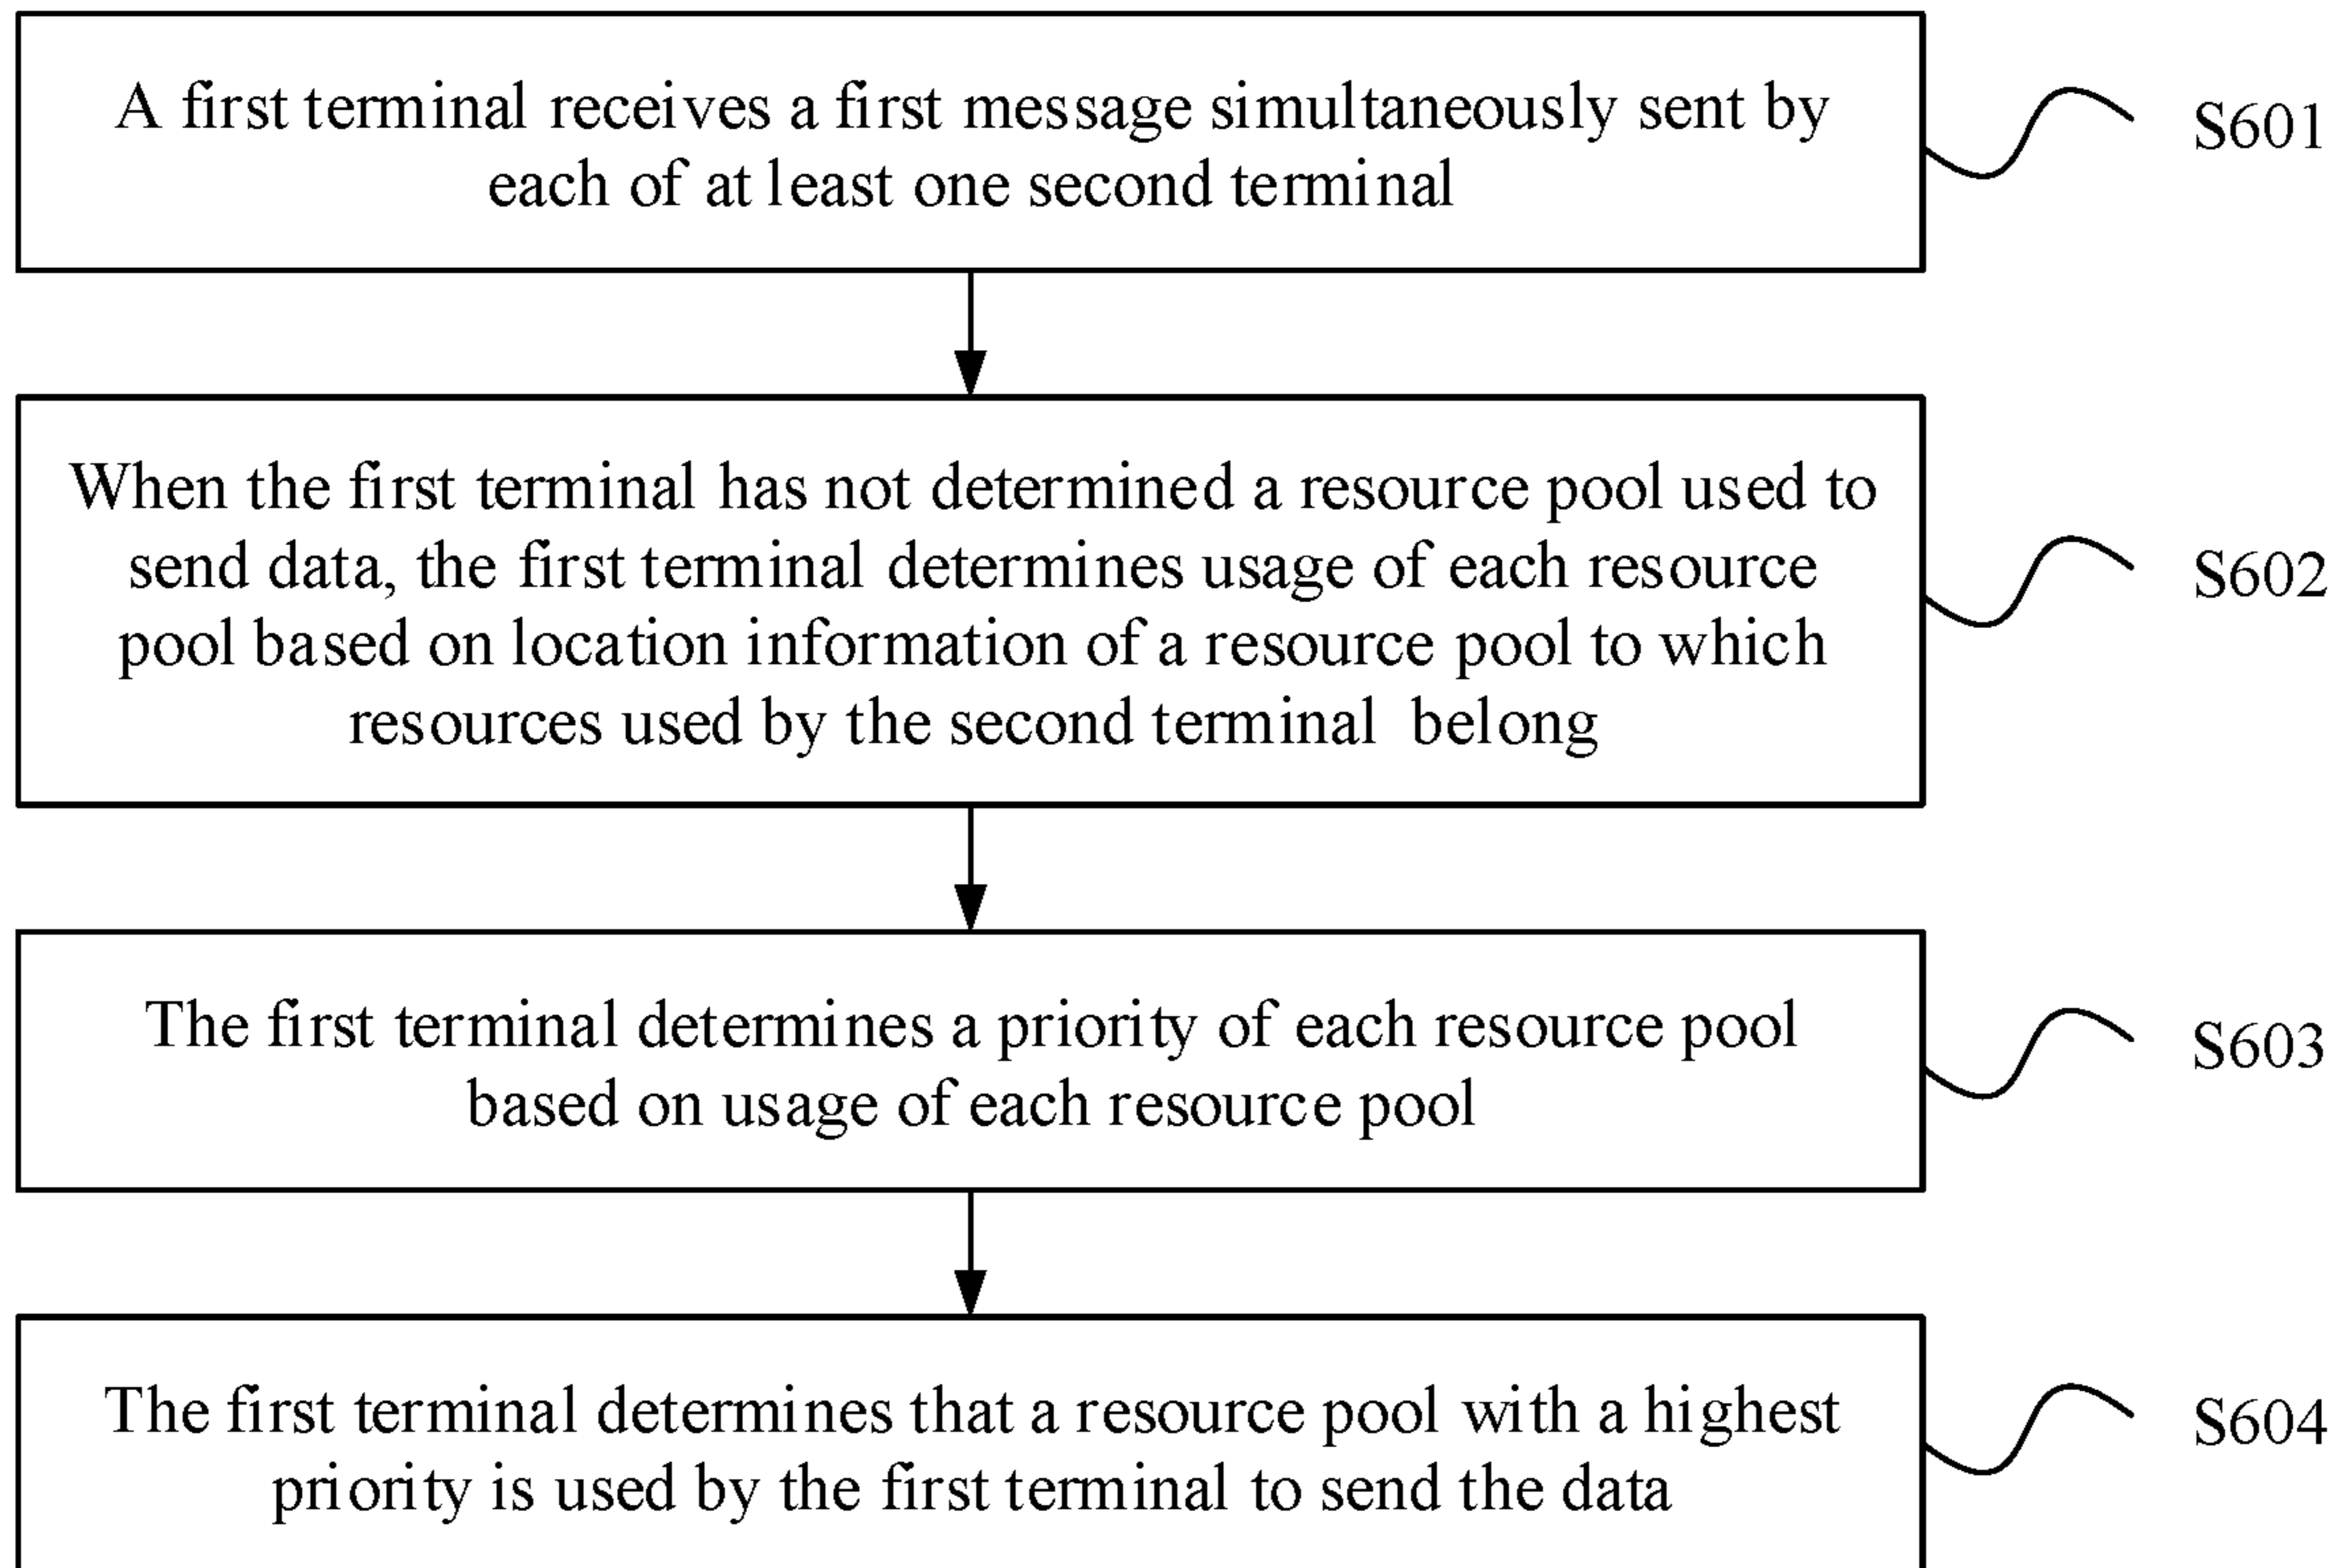 A first terminal receives a first message simultaneously sent by
each of at least one second terminal
S601
When the first terminal has not determined a resource pool used to
send data, the first terminal determines usage of each resource
pool based on location information of a resource pool to which
resources used by the second terminal belong
S602
The first terminal determines a priority of each resource pool
based on usage of each resource pool
S603
The first terminal determines that a resource pool with a highest
priority is used by the first terminal to send the data
S604